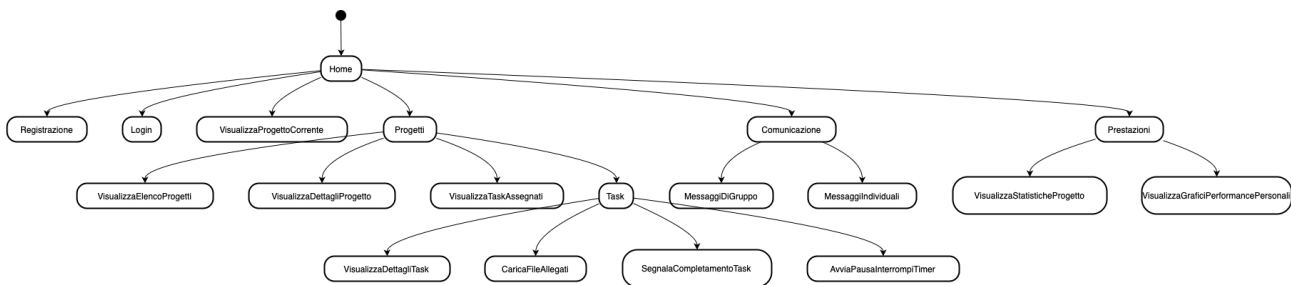 Home
Registrazione
Login
VisualizzaProgettoCorrente
Progetti
Comunicazione
Prestazioni
VisualizzaElencoProgetti
VisualizzaDettagliProgetto
VisualizzaTaskAssegnati
Task
MessaggiDiGruppo
MessaggiIndividuali
VisualizzaStatisticheProgetto
VisualizzaGraficiPerformancePersonali
VisualizzaDettagliTask
CaricaFileAllegati
SegnalaCompletamentoTask
AvviaPausaInterrompiTimer